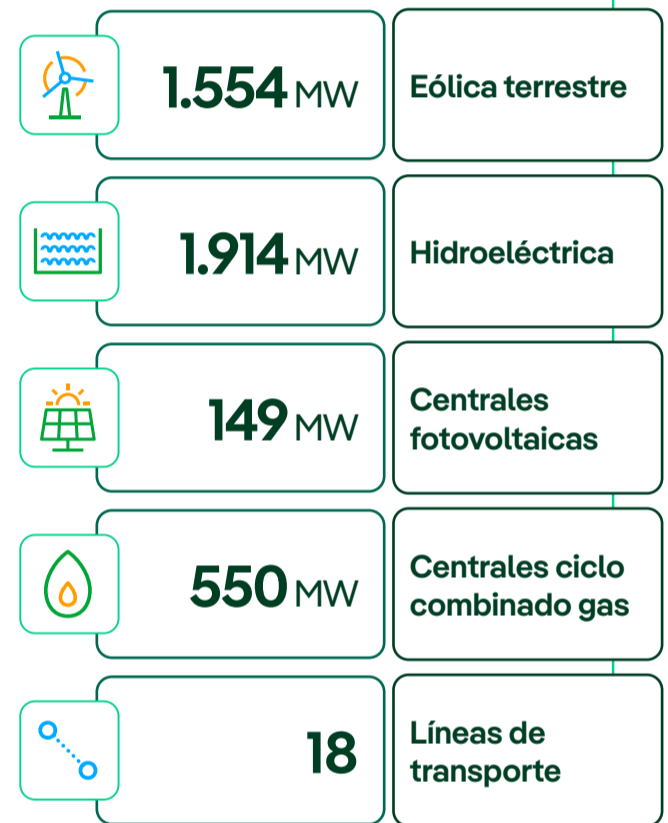 1.554 MW
Eólica terrestre
1.914 MW
Hidroeléctrica
149 MW
Centrales
fotovoltaicas
550 MW
Centrales ciclo
combinado gas
18
Líneas de
transporte